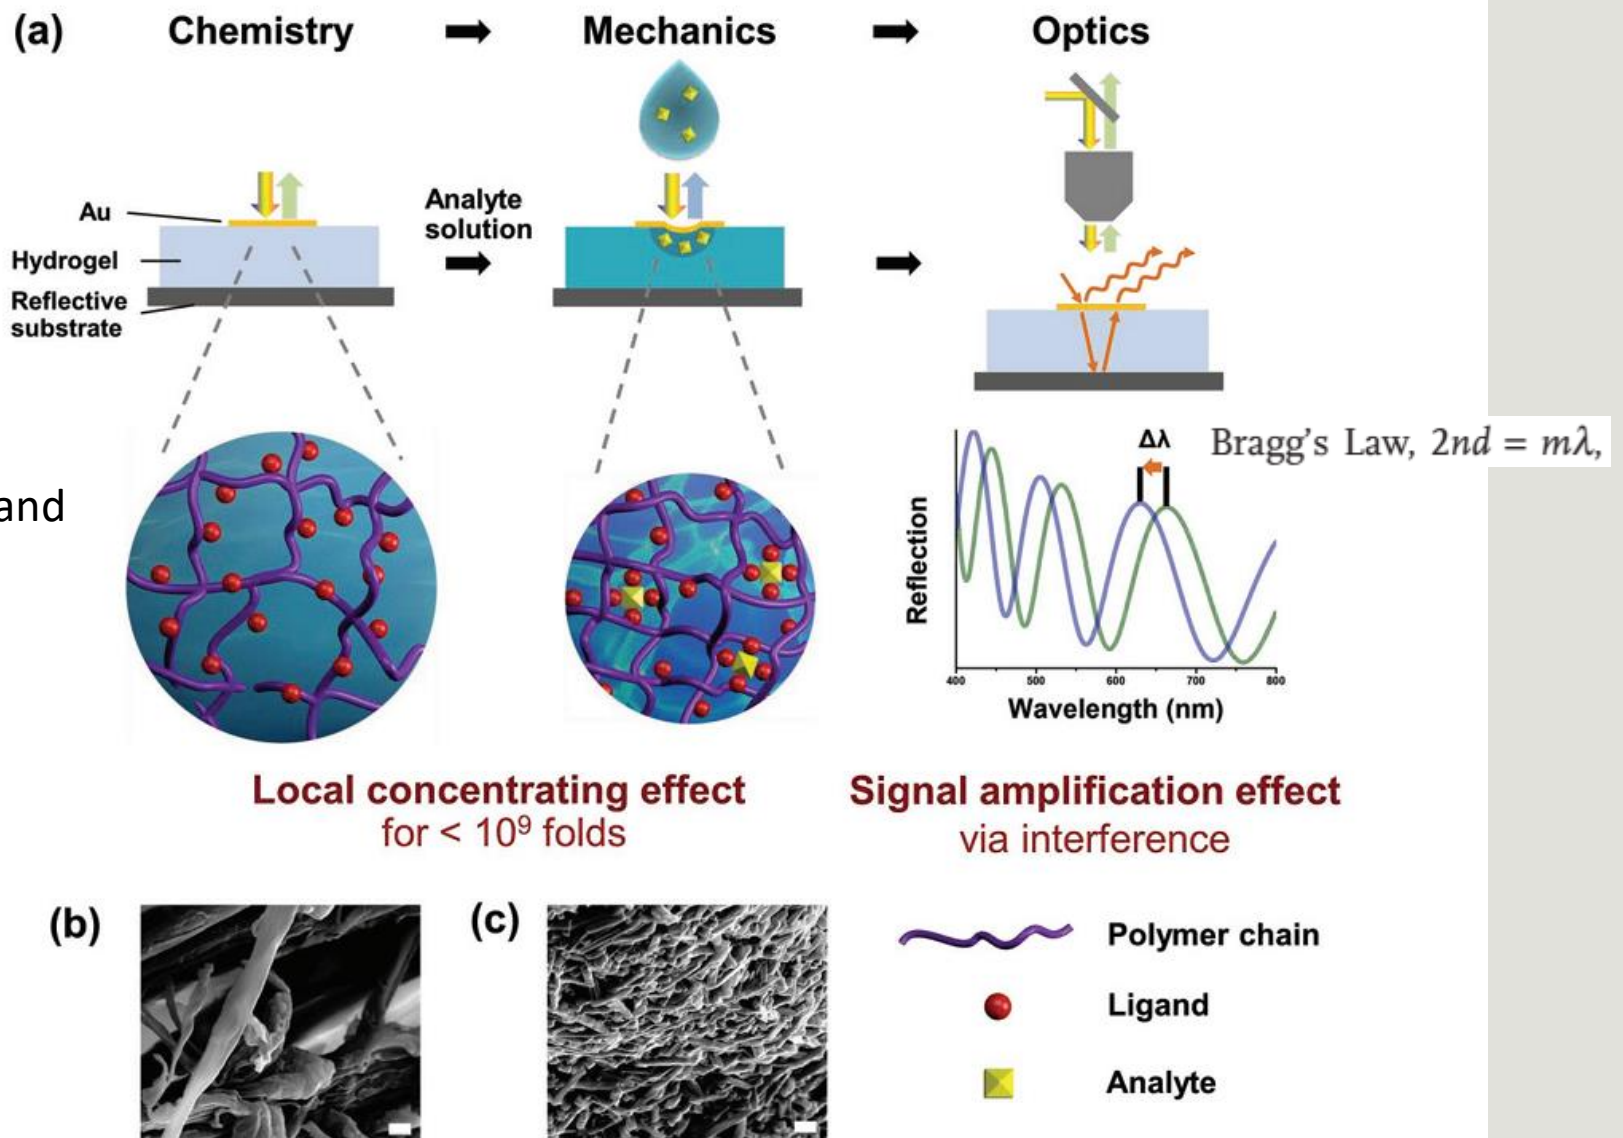 (a) Chemistry Mechanics Optics
Au
Hydrogel
Reflective
substrate
Analyte
solution
and
Δλ
Bragg's Law, 2nd = mλ,
Reflection
400 500 600 700 800
Wavelength (nm)
Local concentrating effect
for < 10⁹ folds
Signal amplification effect
via interference
(b)
(c)
Polymer chain
Ligand
Analyte